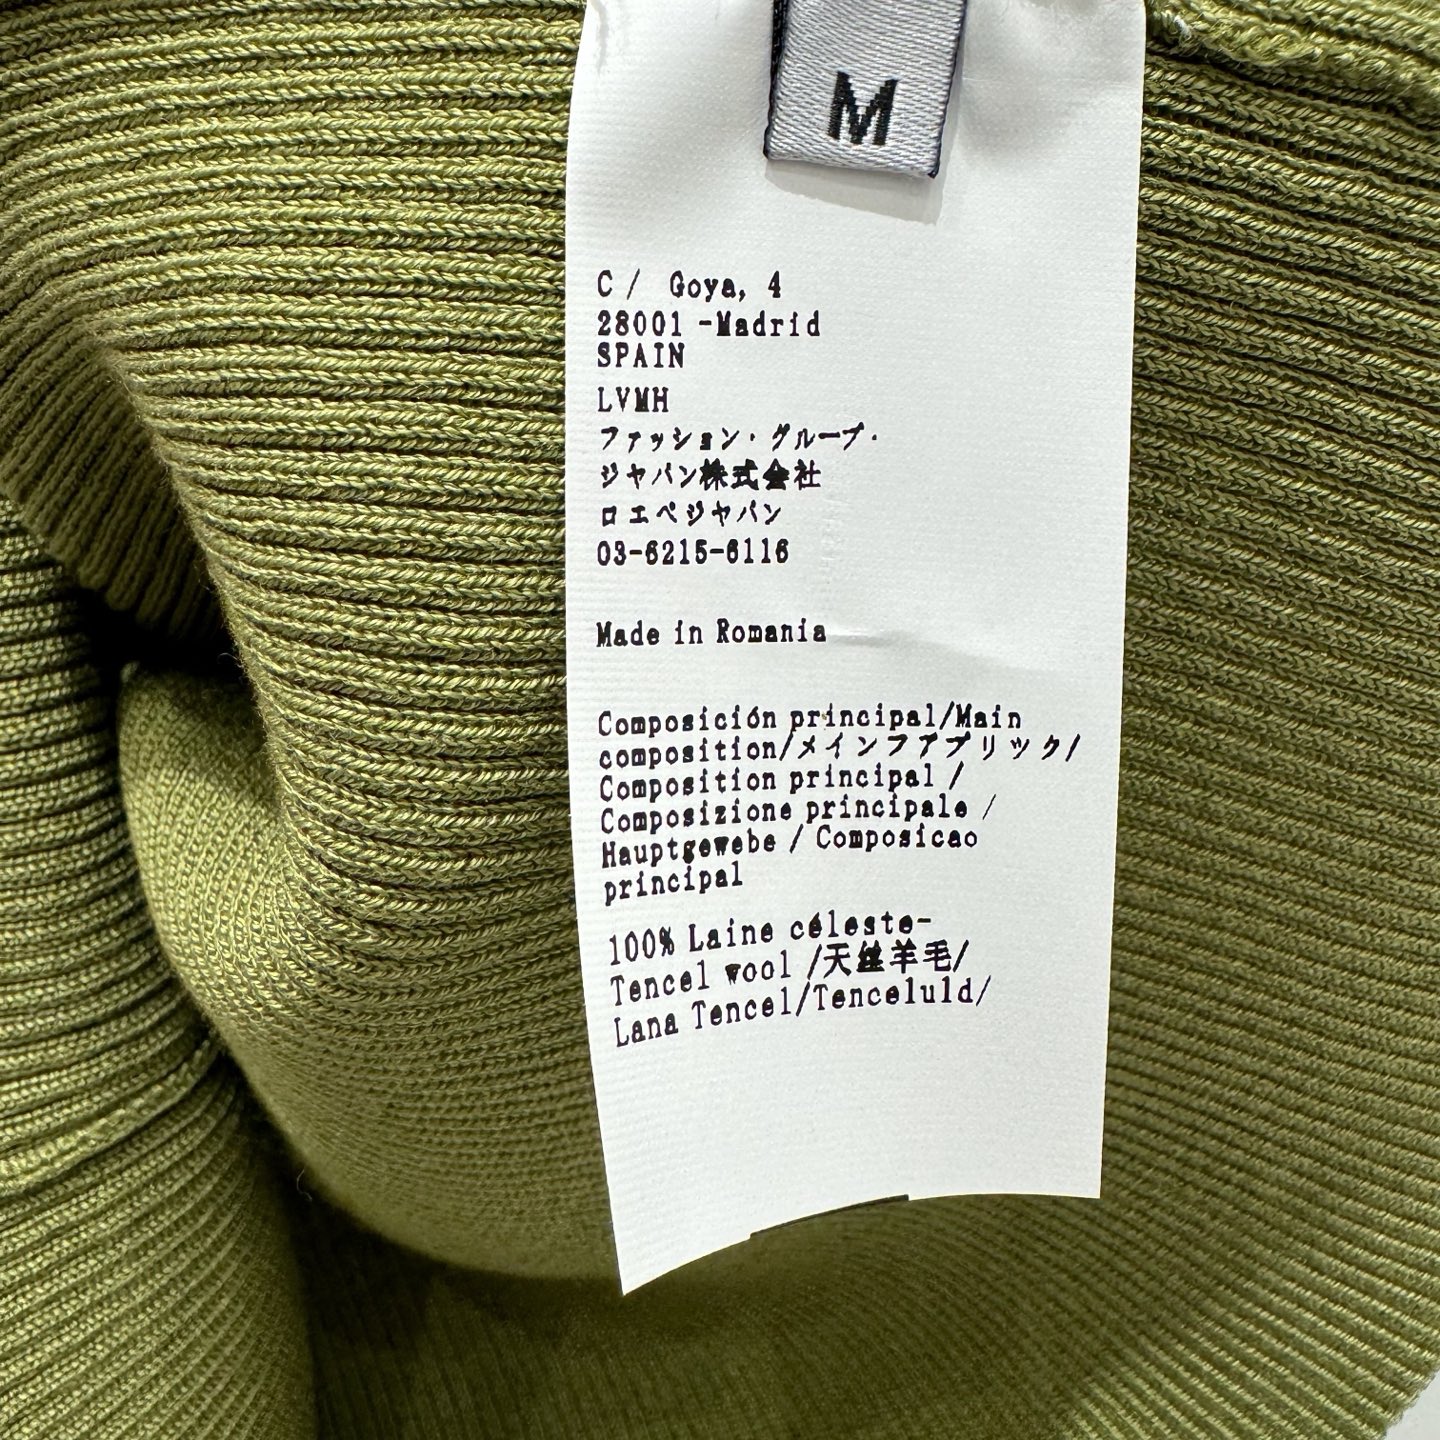 M
C / Goya, 4
28001 -Madrid
SPAIN
LVMH
ファッション・グループ・
ジャパン株式会社
ロエベジャパン
03-6215-6116
Made in Romania
Composición principal/Main
composition/メインファブリック/
Composition principal /
Composizione principale /
Hauptgewebe / Composicao
principal
100% Laine céleste-
Tencel wool /天丝羊毛/
Lana Tencel/Tenceluld/